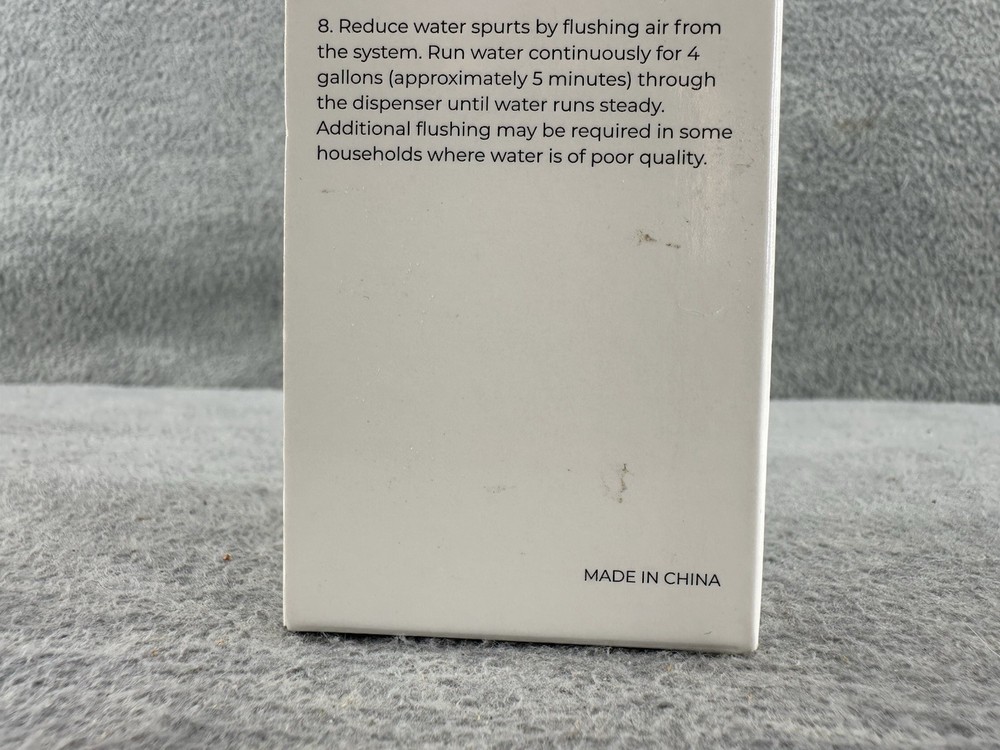 8. Reduce water spurts by flushing air from
the system. Run water continuously for 4
gallons (approximately 5 minutes) through
the dispenser until water runs steady.
Additional flushing may be required in some
households where water is of poor quality.
MADE IN CHINA